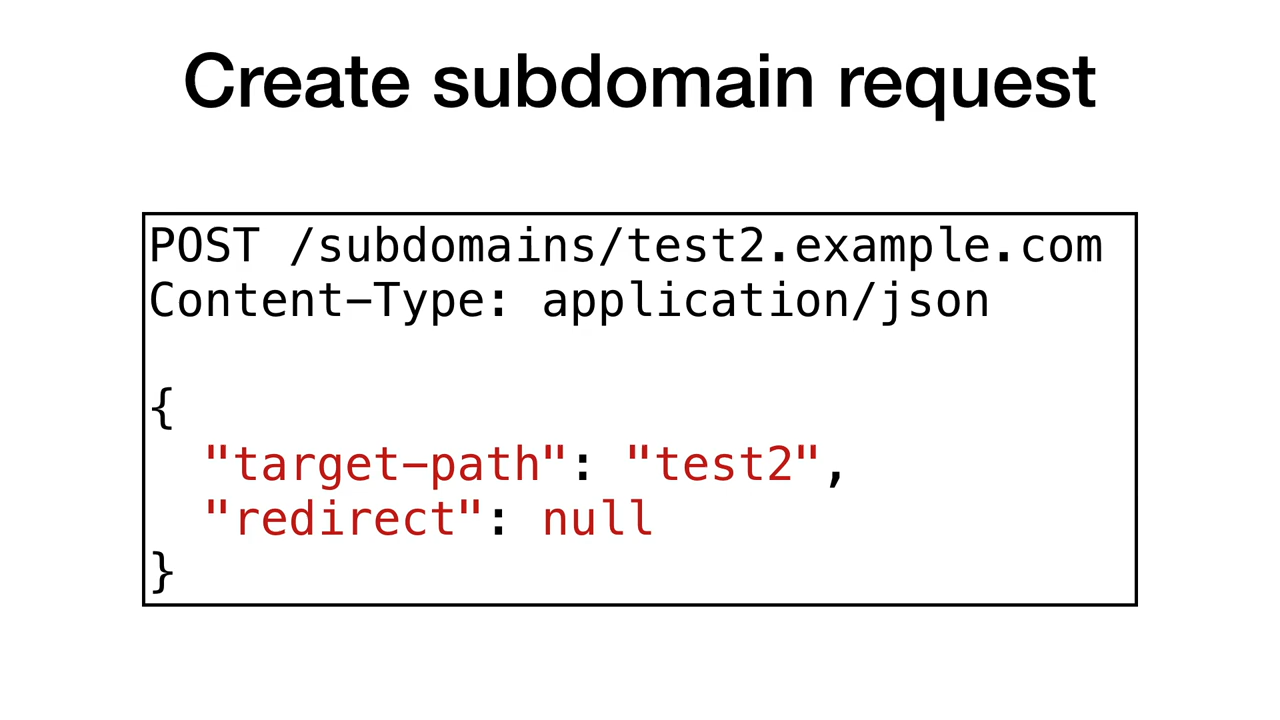 Create subdomain request
POST /subdomains/test2.example.com
Content-Type: application/json
{
"target-path": "test2",
"redirect": null
}